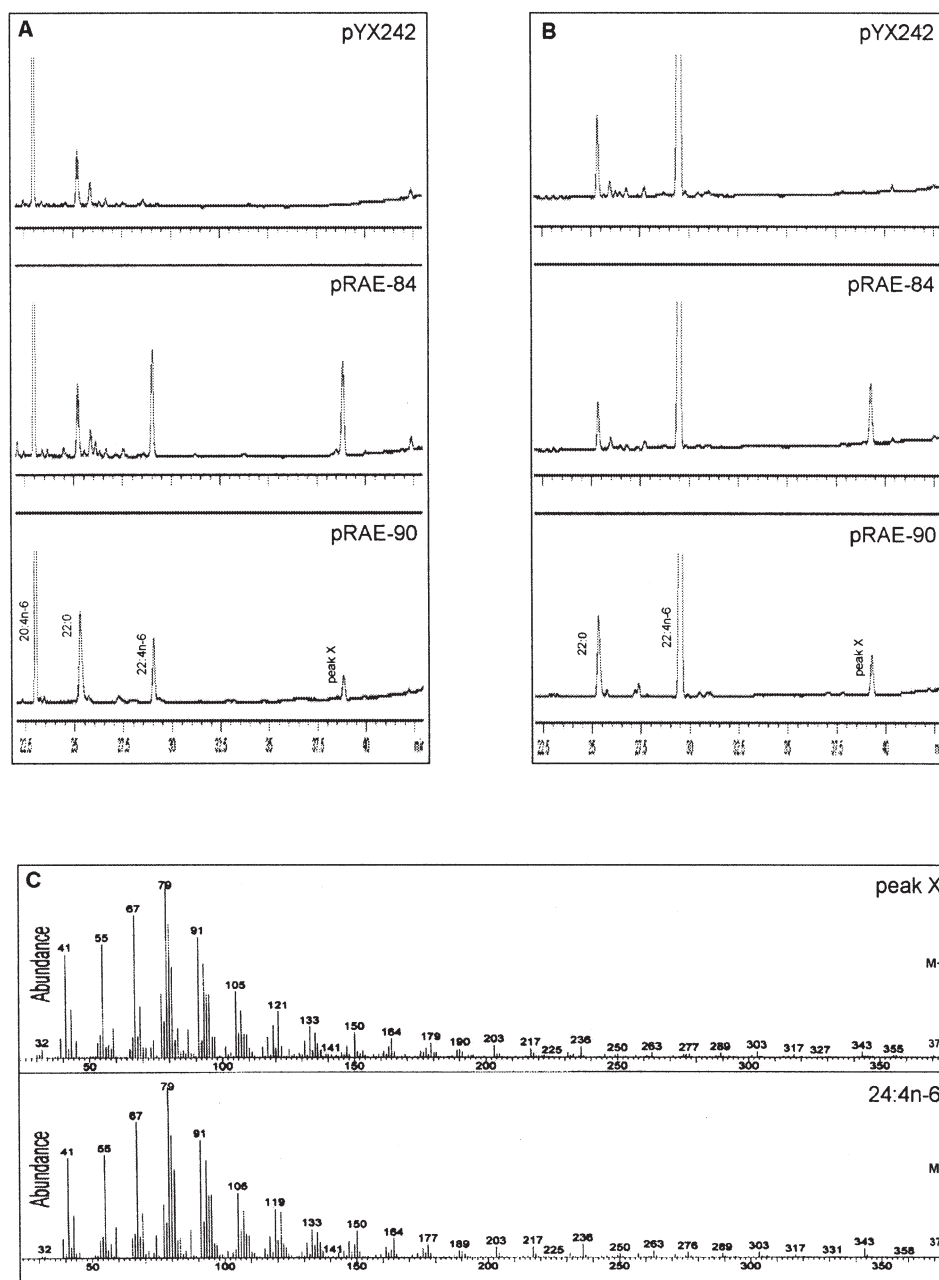 A
pYX242
pRAE-84
pRAE-90
20:4n-6
22:0
22:4n-6
peak X
B
pYX242
pRAE-84
pRAE-90
22:0
22:4n-6
peak X
C
peak X
Abundance
32 41 55 67 79 91 105 121 133 141 150 164 179 190 203 217 225 236 250 263 277 289 303 317 327 343 355 37
M+
50 100 150 200 250 300 350
24:4n-6
Abundance
32 41 55 67 79 91 105 119 133 141 150 164 177 189 203 217 225 236 250 263 276 289 303 317 331 343 358 37
M
50 100 150 200 250 300 350